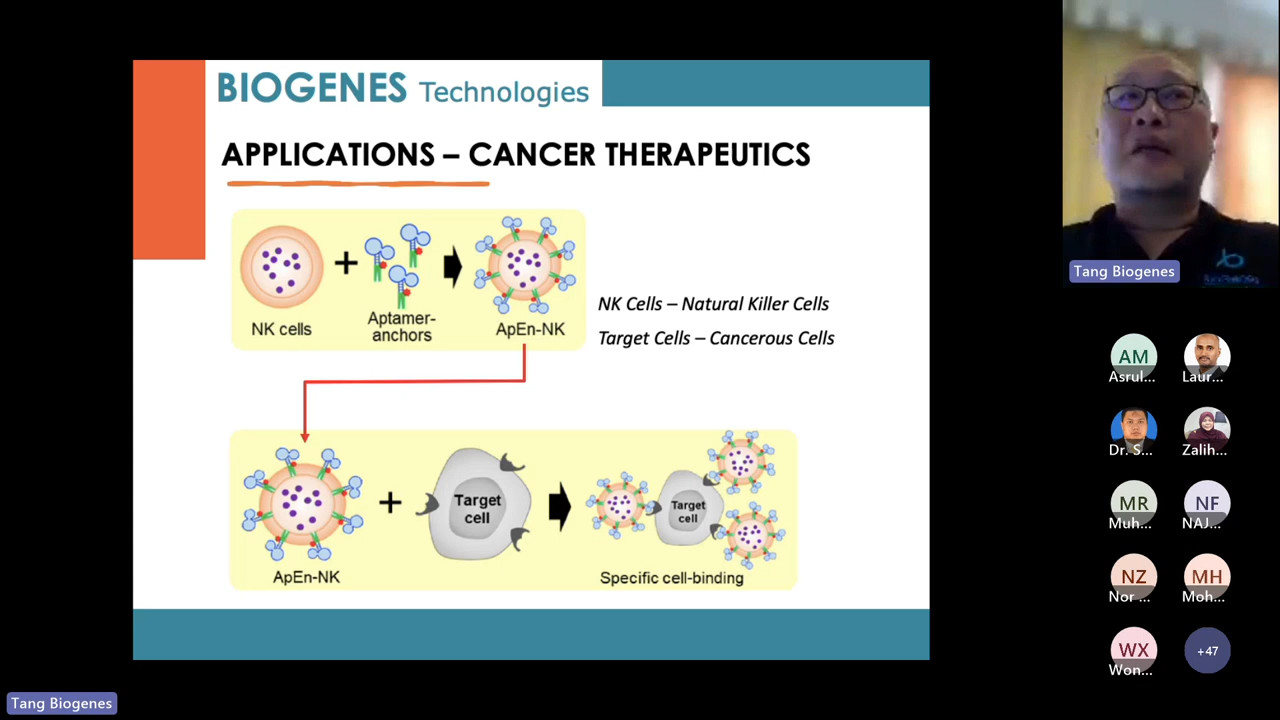 BIOGENES Technologies
APPLICATIONS – CANCER THERAPEUTICS
NK cells
Aptamer-
anchors
ApEn-NK
NK Cells – Natural Killer Cells
Target Cells – Cancerous Cells
ApEn-NK
Target
cell
Target
cell
Specific cell-binding
Tang Biogenes
AM
Asrul...
Laur...
Dr. S...
Zalih...
MR
Muh...
NF
NAJ...
NZ
Nor ...
MH
Moh...
WX
Won...
+47
Tang Biogenes